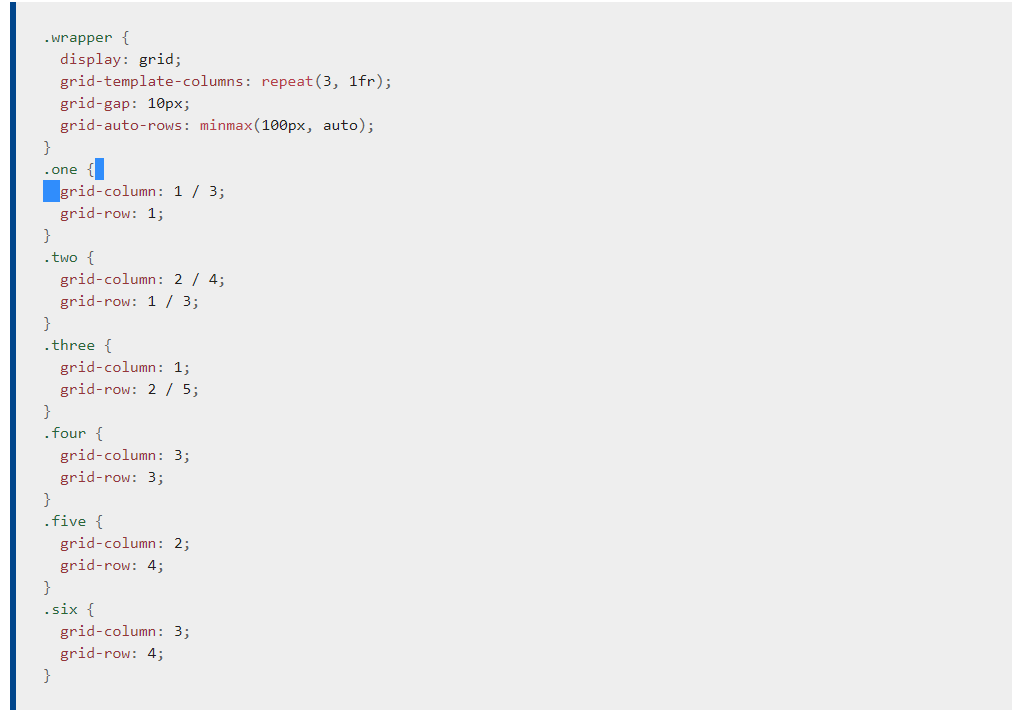 .wrapper {
  display: grid;
  grid-template-columns: repeat(3, 1fr);
  grid-gap: 10px;
  grid-auto-rows: minmax(100px, auto);
}
.one {
  grid-column: 1 / 3;
  grid-row: 1;
}
.two {
  grid-column: 2 / 4;
  grid-row: 1 / 3;
}
.three {
  grid-column: 1;
  grid-row: 2 / 5;
}
.four {
  grid-column: 3;
  grid-row: 3;
}
.five {
  grid-column: 2;
  grid-row: 4;
}
.six {
  grid-column: 3;
  grid-row: 4;
}